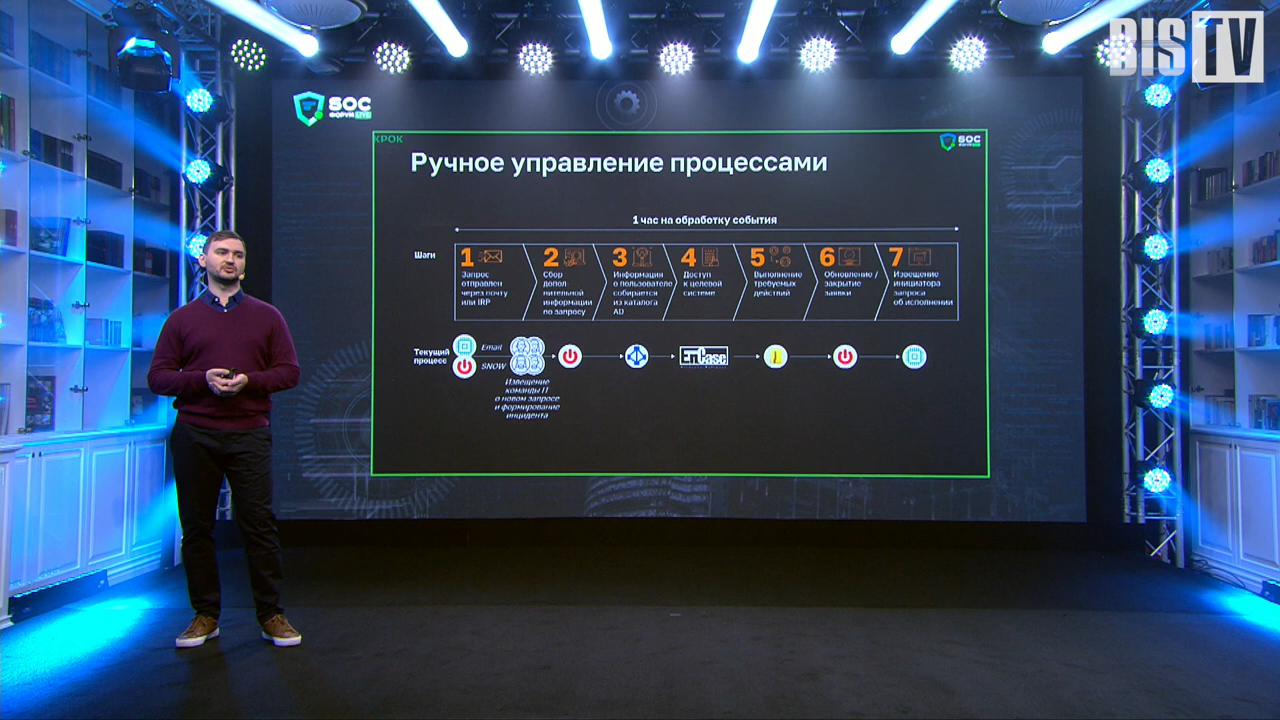 BIS TV
SOC
ФОРУМ LIVE
КРОК
SOC
Ручное управление процессами
1 час на обработку события
Шаги
1
Запрос
отправлен
через почту
или IRP
2
Сбор
допол-
нительной
информации
по запросу
3
Информация
о пользователе
собирается
из каталога
AD
4
Доступ
к целевой
системе
5
Выполнение
требуемых
действий
6
Обновление /
закрытие
заявки
7
Извещение
инициатора
запроса
об исполнении
Текущий
процесс
Email
SNOW
EnCase
Извещение
команды IT
о новом запросе
и формирование
инцидента